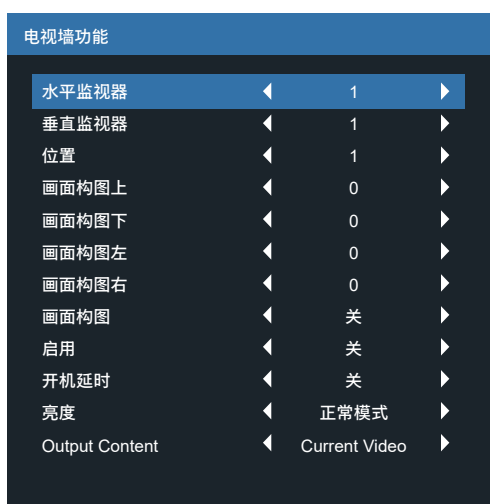 电视墙功能
水平监视器 1
垂直监视器 1
位置 1
画面构图上 0
画面构图下 0
画面构图左 0
画面构图右 0
画面构图 关
启用 关
开机延时 关
亮度 正常模式
Output Content Current Video